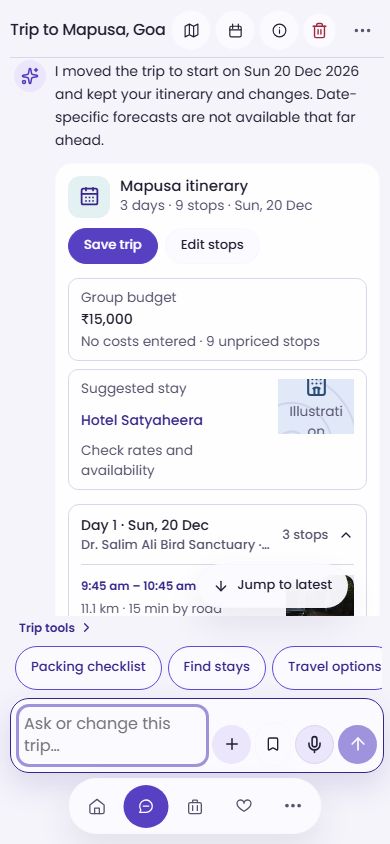 Trip to Mapusa, Goa
I moved the trip to start on Sun 20 Dec 2026
and kept your itinerary and changes. Date-
specific forecasts are not available that far
ahead.
Mapusa itinerary
3 days · 9 stops · Sun, 20 Dec
Save trip
Edit stops
Group budget
₹15,000
No costs entered · 9 unpriced stops
Suggested stay
Hotel Satyaheera
Check rates and
availability
Illustrati
on
Day 1 · Sun, 20 Dec
Dr. Salim Ali Bird Sanctuary ·…
3 stops
9:45 am – 10:45 am
Jump to latest
11.1 km · 15 min by road
Trip tools
Packing checklist
Find stays
Travel options
Ask or change this
trip…